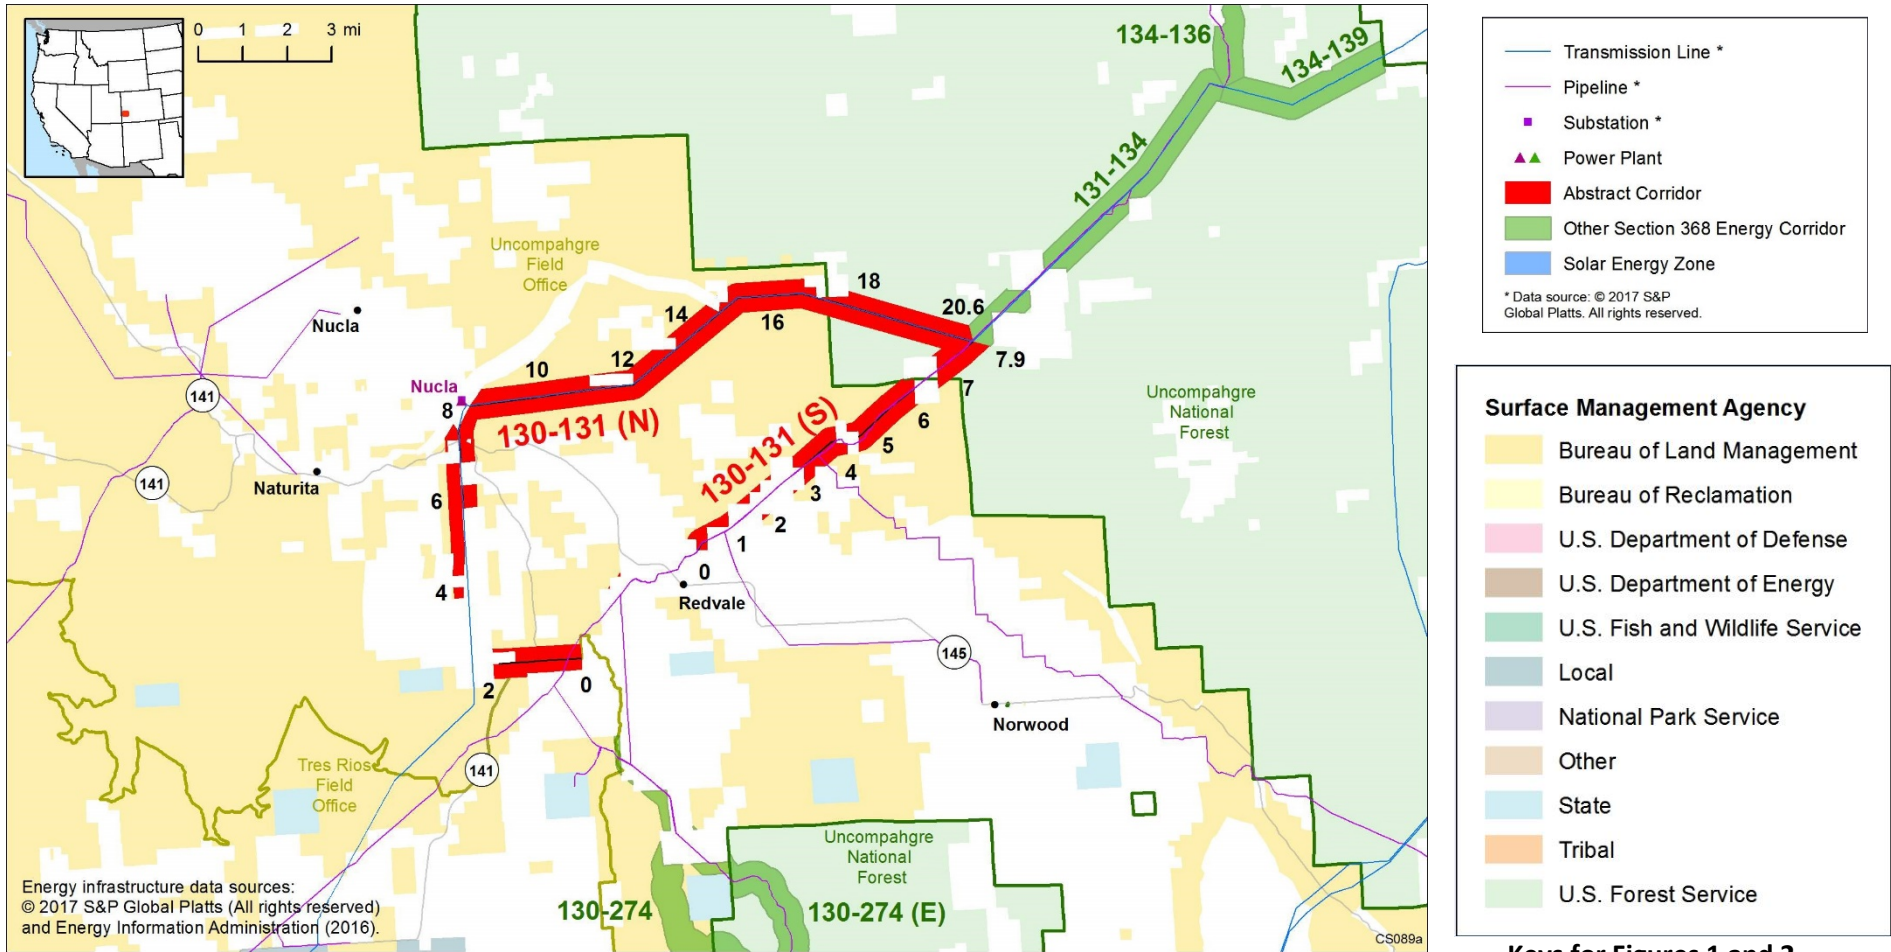 0 1 2 3 mi
134-136
134-139
131-134
Uncompahgre
Field
Office
18
14
16
20.6
Nucla
12
10
7.9
Nucla
8
7
141
130-131 (N)
6
Uncompahgre
National
Forest
130-131 (S)
5
4
141
Naturita
6
3
2
1
0
4
Redvale
145
2
0
Norwood
141
Tres Rios
Field
Office
Uncompahgre
National
Forest
130-274
130-274 (E)
Energy infrastructure data sources:
© 2017 S&P Global Platts (All rights reserved)
and Energy Information Administration (2016).
CS089a
Transmission Line *
Pipeline *
Substation *
Power Plant
Abstract Corridor
Other Section 368 Energy Corridor
Solar Energy Zone
* Data source: © 2017 S&P
Global Platts. All rights reserved.
Surface Management Agency
Bureau of Land Management
Bureau of Reclamation
U.S. Department of Defense
U.S. Department of Energy
U.S. Fish and Wildlife Service
Local
National Park Service
Other
State
Tribal
U.S. Forest Service
Keys for Figures 1 and 2